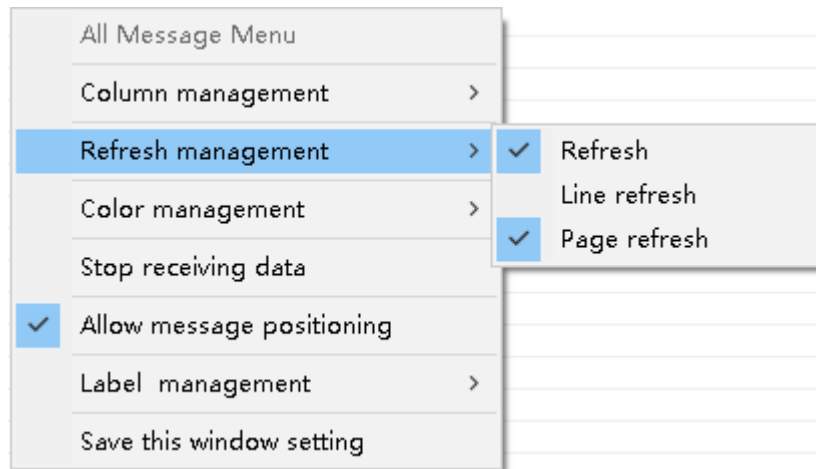 All Message Menu
Column management
Refresh management
Refresh
Line refresh
Page refresh
Color management
Stop receiving data
Allow message positioning
Label  management
Save this window setting